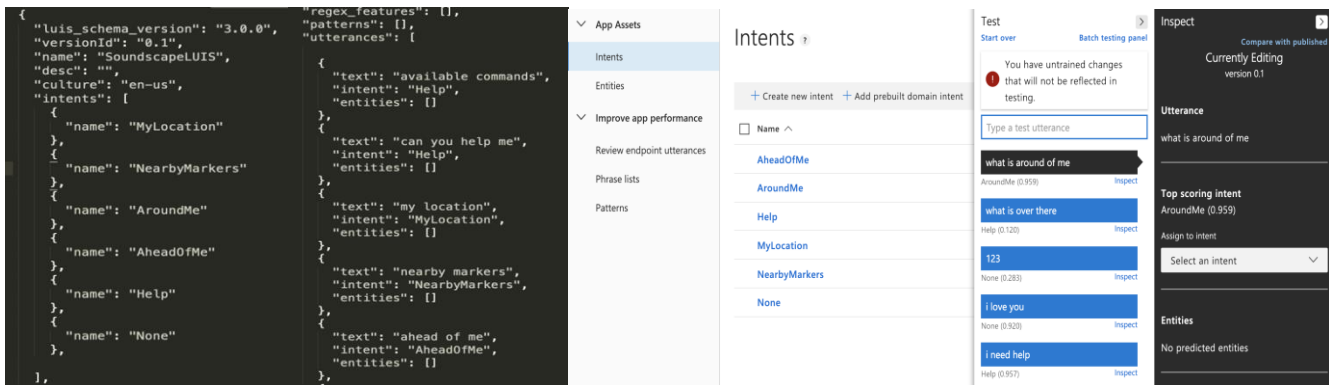 {
"luis_schema_version": "3.0.0",
"versionId": "0.1",
"name": "SoundscapeLUIS",
"desc": "",
"culture": "en-us",
"intents": [
{
"name": "MyLocation"
},
{
"name": "NearbyMarkers"
},
{
"name": "AroundMe"
},
{
"name": "AheadOfMe"
},
{
"name": "Help"
},
{
"name": "None"
},
],
"regex_features": [],
"patterns": [],
"utterances": [
{
"text": "available commands",
"intent": "Help",
"entities": []
},
{
"text": "can you help me",
"intent": "Help",
"entities": []
},
{
"text": "my location",
"intent": "MyLocation",
"entities": []
},
{
"text": "nearby markers",
"intent": "NearbyMarkers",
"entities": []
},
{
"text": "ahead of me",
"intent": "AheadOfMe",
"entities": []
},
App Assets
Intents
Entities
Improve app performance
Review endpoint utterances
Phrase lists
Patterns
Intents ?
+ Create new intent + Add prebuilt domain intent
Name
AheadOfMe
AroundMe
Help
MyLocation
NearbyMarkers
None
Test
Start over Batch testing panel
You have untrained changes
that will not be reflected in
testing.
Type a test utterance
what is around of me
AroundMe (0.959) Inspect
what is over there
Help (0.120) Inspect
123
None (0.283) Inspect
i love you
None (0.920) Inspect
i need help
Help (0.957) Inspect
Inspect
Compare with published
Currently Editing
version 0.1
Utterance
what is around of me
Top scoring intent
AroundMe (0.959)
Assign to intent
Select an intent
Entities
No predicted entities